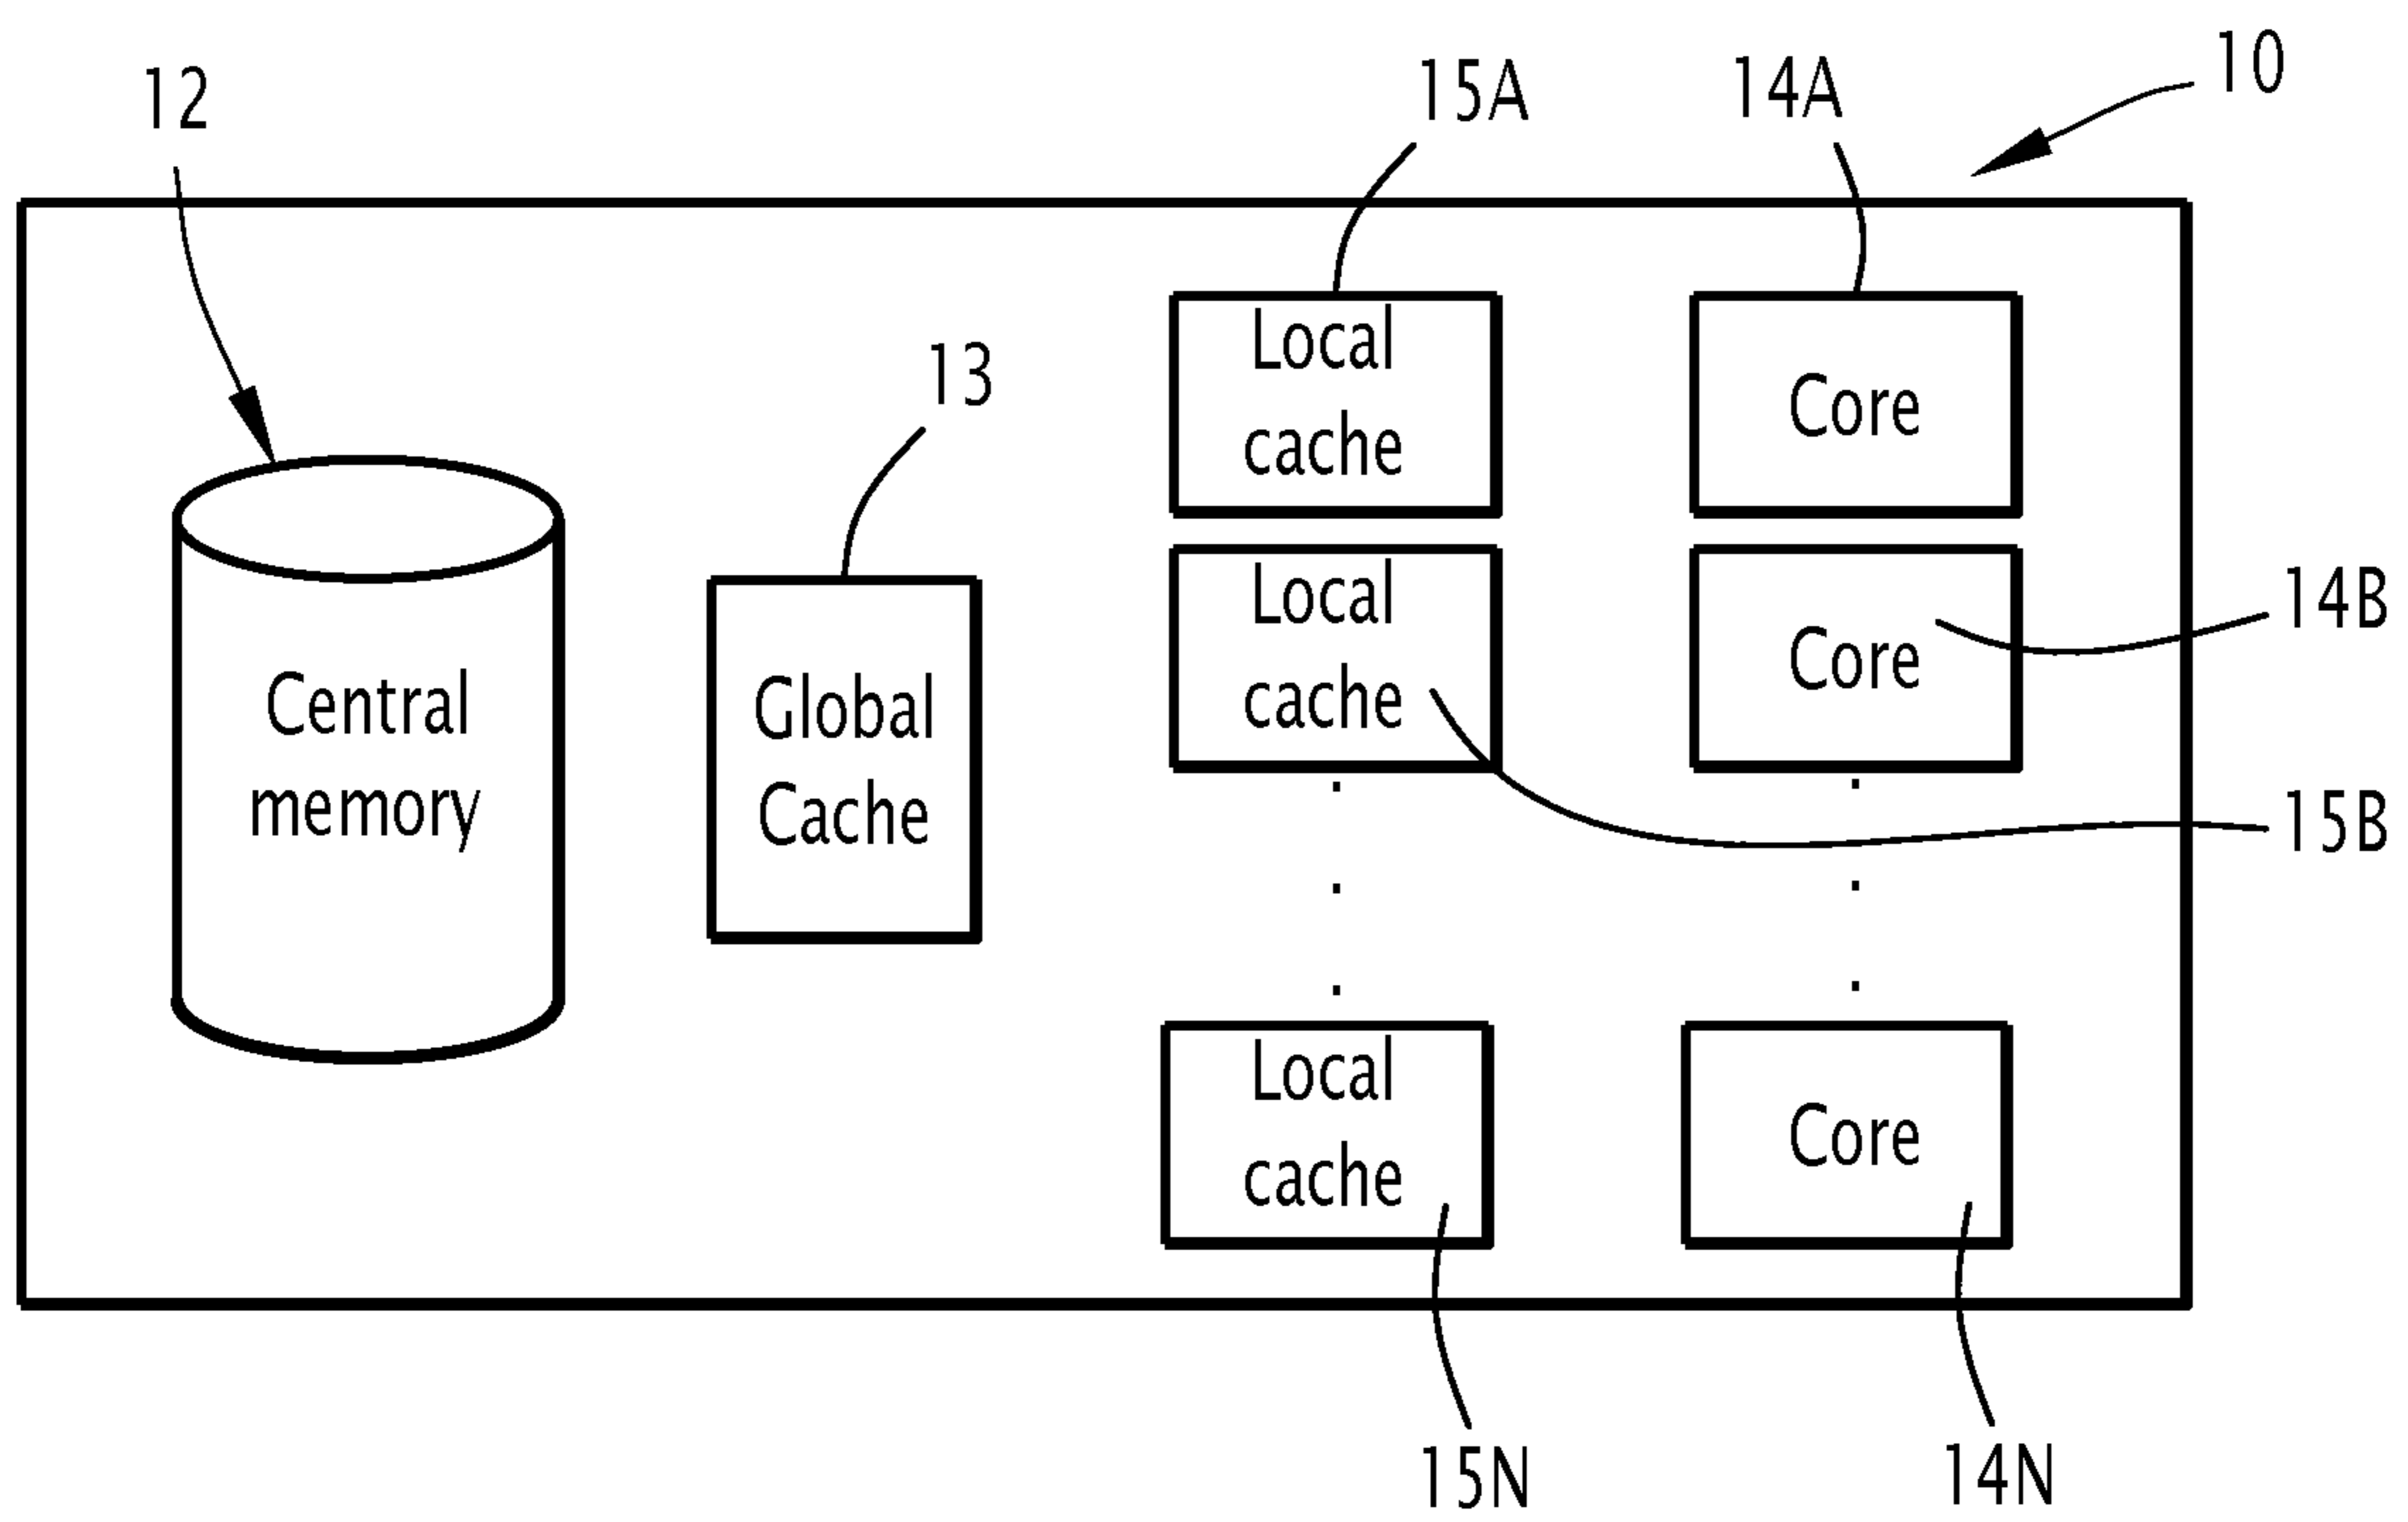 10
12
15A
14A
13
Local
cache
Core
Local
cache
Core
14B
Central
memory
Global
Cache
15B
Local
cache
Core
15N
14N